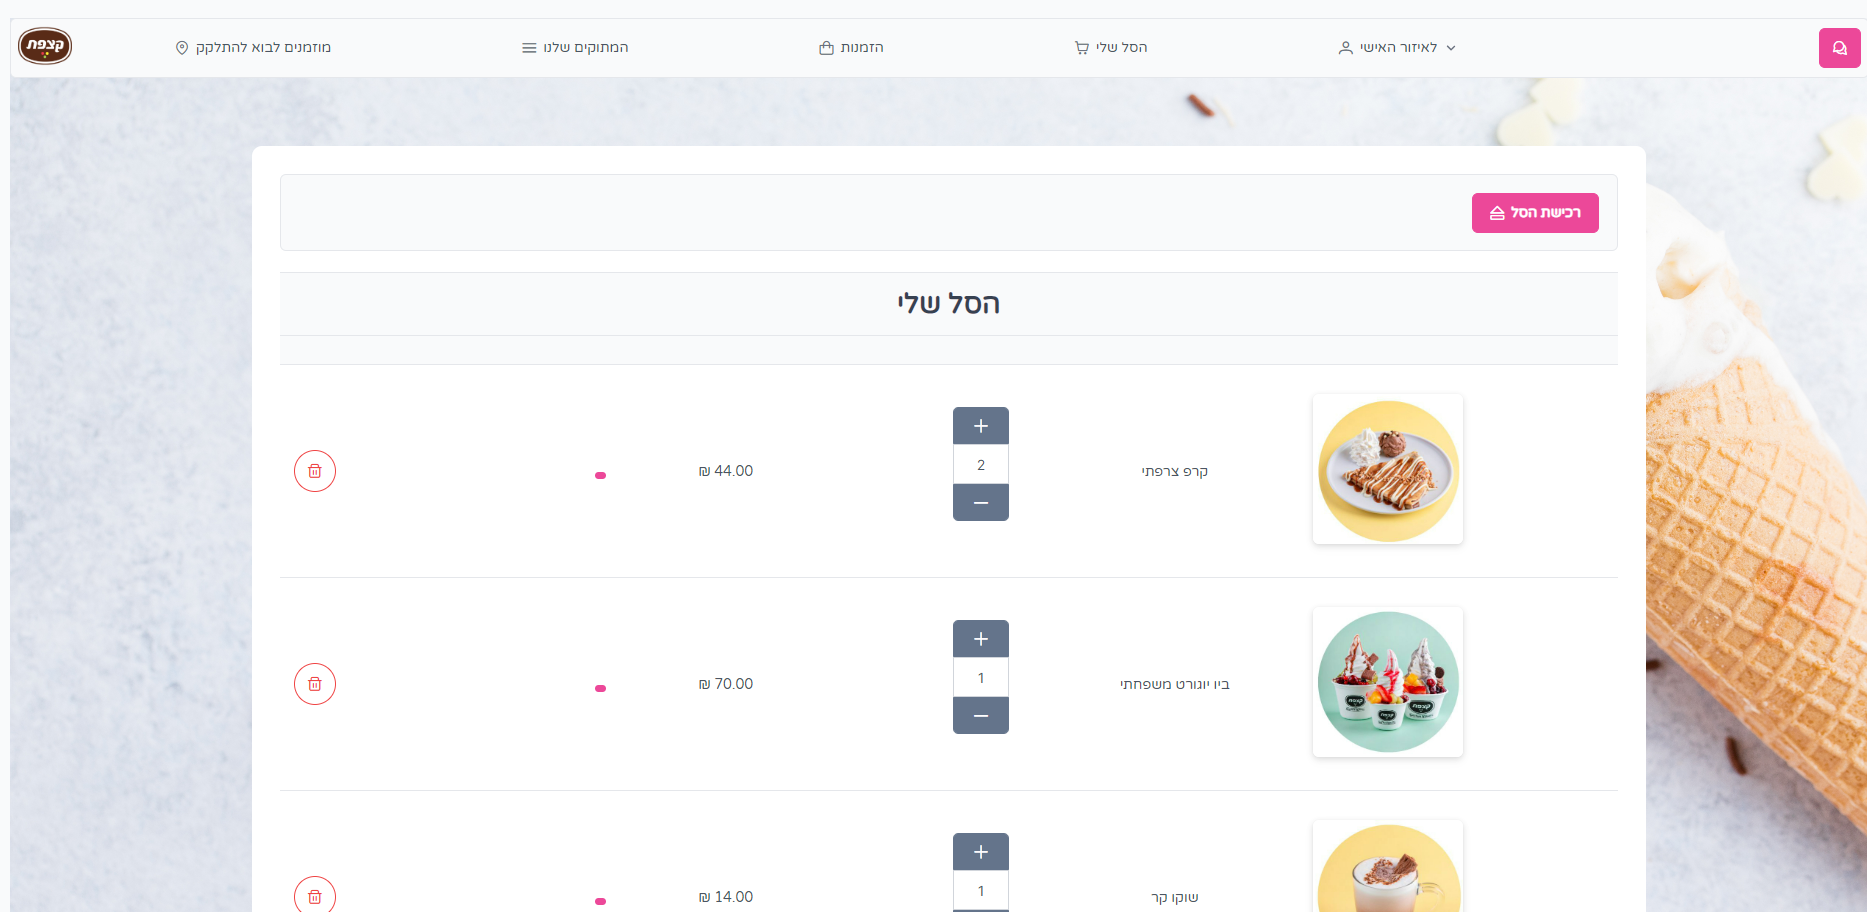 קצפת
מוזמנים לבוא להתלקק
המתוקים שלנו
הזמנות
הסל שלי
לאיזור האישי
רכישת הסל
הסל שלי
קרפ צרפתי
2
44.00 ₪
ביו יוגורט משפחתי
1
70.00 ₪
שוקו קר
1
14.00 ₪